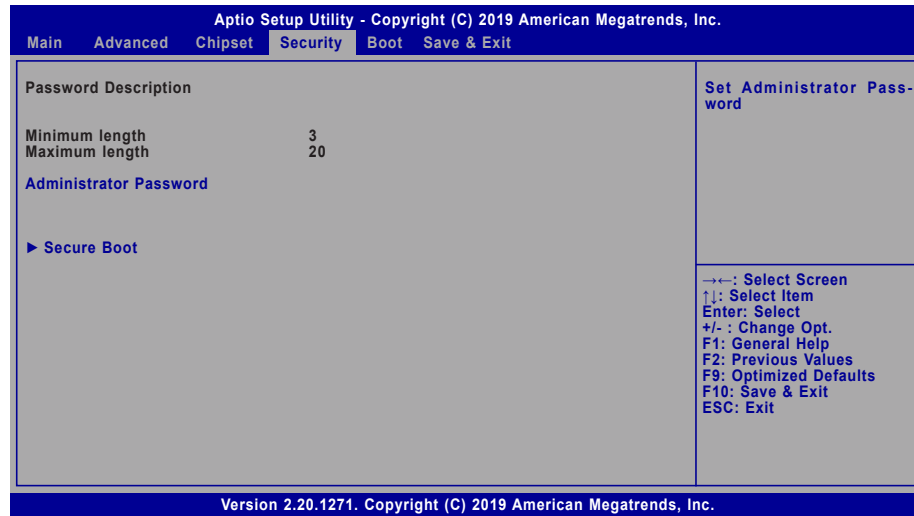 Aptio Setup Utility - Copyright (C) 2019 American Megatrends, Inc.
Main Advanced Chipset Security Boot Save & Exit
Password Description
Minimum length 3
Maximum length 20
Administrator Password
► Secure Boot
Set Administrator Pass-
word
→←: Select Screen
↑↓: Select Item
Enter: Select
+/- : Change Opt.
F1: General Help
F2: Previous Values
F9: Optimized Defaults
F10: Save & Exit
ESC: Exit
Version 2.20.1271. Copyright (C) 2019 American Megatrends, Inc.